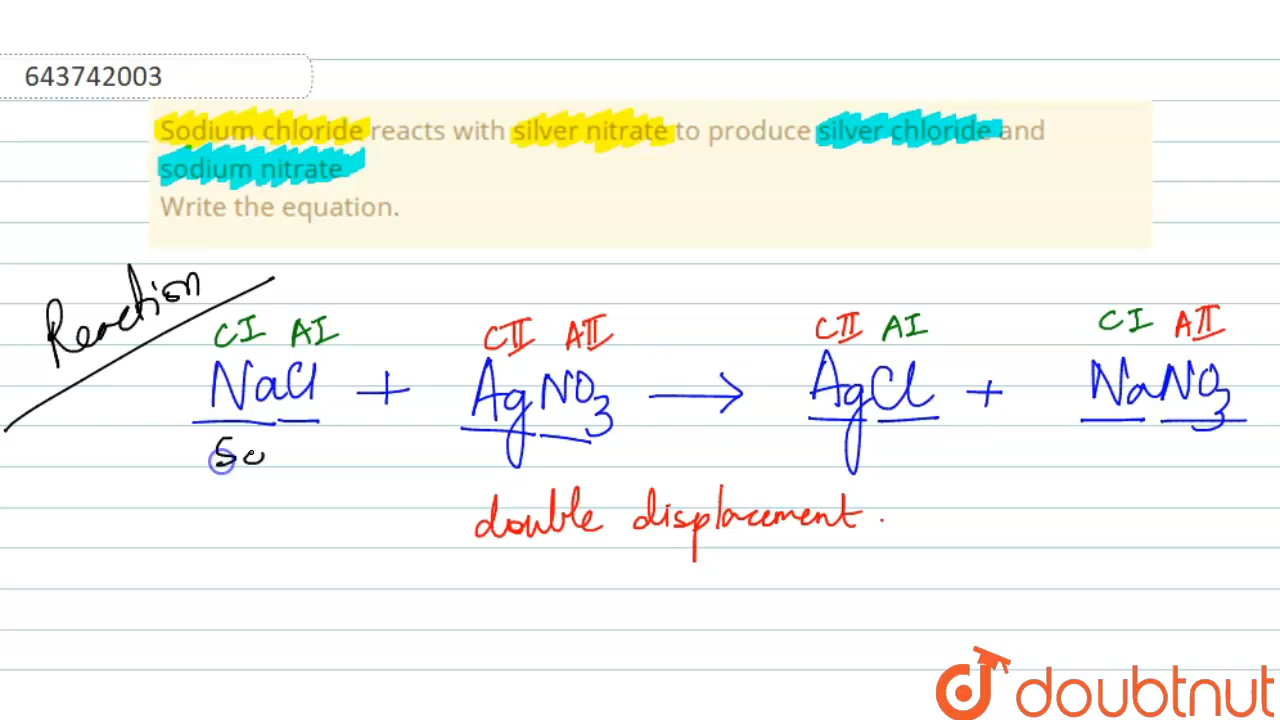 643742003
Sodium chloride reacts with silver nitrate to produce silver chloride and
sodium nitrate
Write the equation.
Reaction
CI AI CII AII CII AI CI AII
NaCl + AgNO3 → AgCl + NaNO3
So
double displacement.
doubtnut